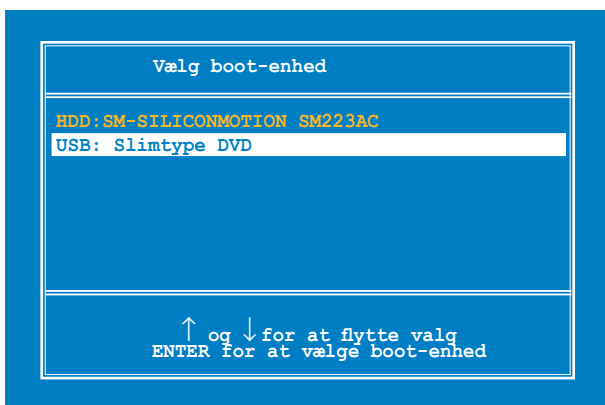 Vælg boot-enhed
HDD:SM-SILICONMOTION SM223AC
USB: Slimtype DVD
↑ og ↓ for at flytte valg
ENTER for at vælge boot-enhed